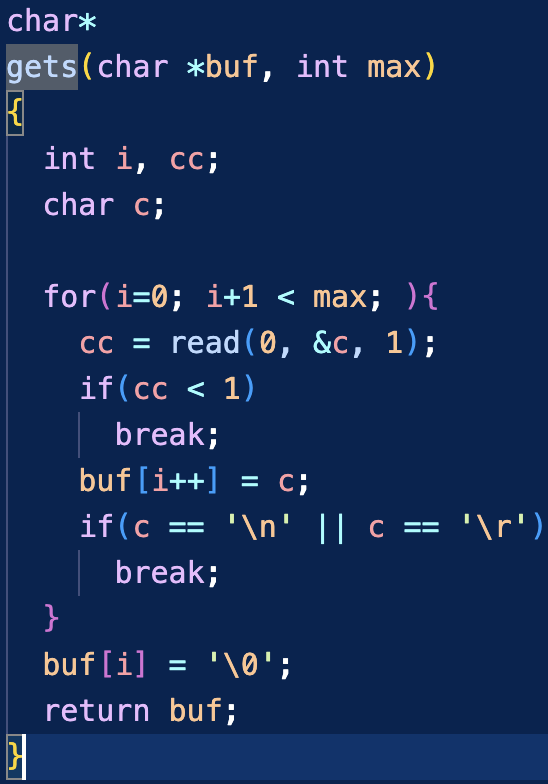 char*
gets(char *buf, int max)
{
  int i, cc;
  char c;

  for(i=0; i+1 < max; ){
    cc = read(0, &c, 1);
    if(cc < 1)
      break;
    buf[i++] = c;
    if(c == '\n' || c == '\r')
      break;
  }
  buf[i] = '\0';
  return buf;
}